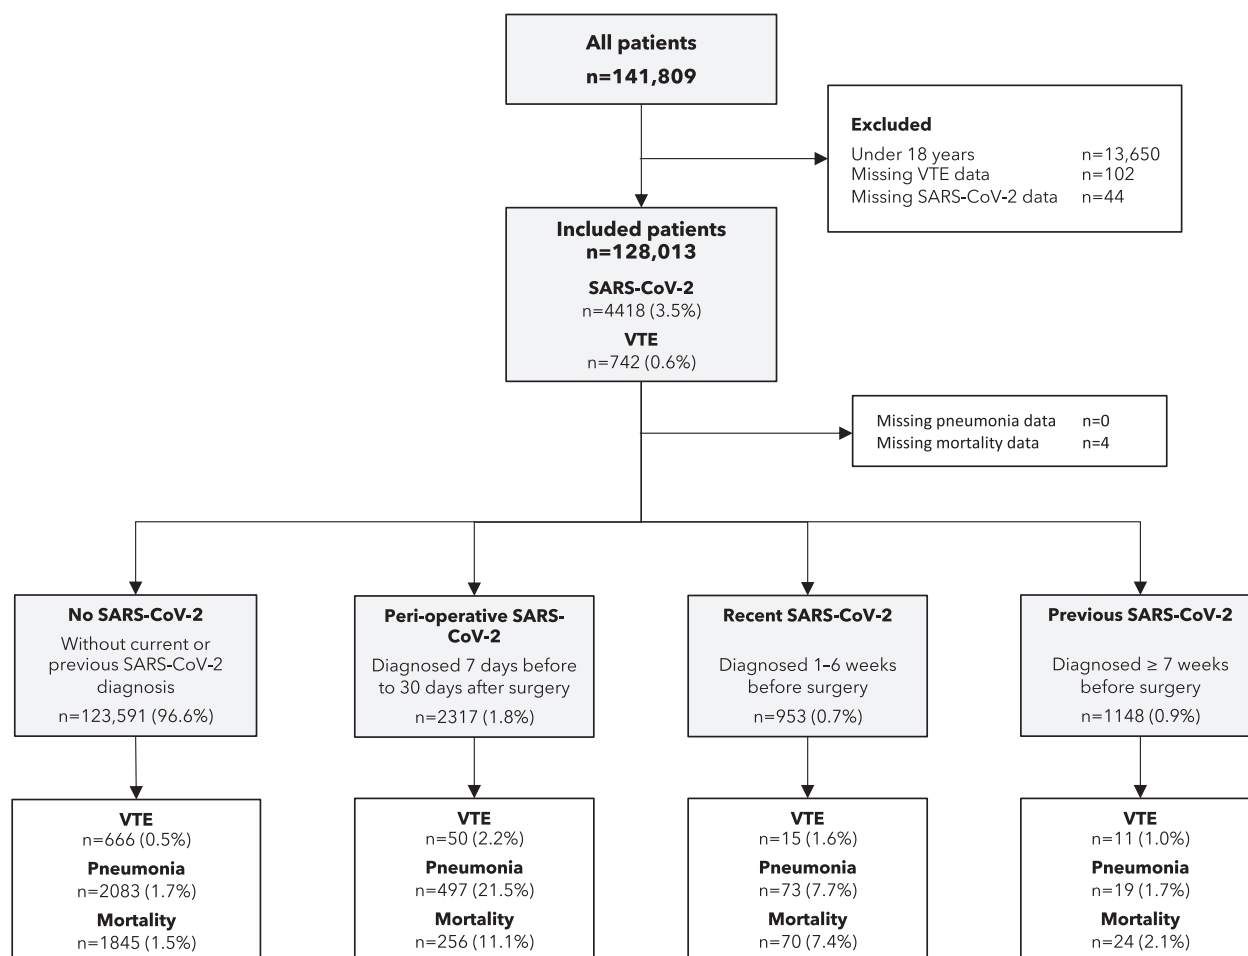 All patients
n=141,809
Excluded
Under 18 years n=13,650
Missing VTE data n=102
Missing SARS-CoV-2 data n=44
Included patients
n=128,013
SARS-CoV-2
n=4418 (3.5%)
VTE
n=742 (0.6%)
Missing pneumonia data n=0
Missing mortality data n=4
No SARS-CoV-2
Without current or
previous SARS-CoV-2
diagnosis
n=123,591 (96.6%)
Peri-operative SARS-
CoV-2
Diagnosed 7 days before
to 30 days after surgery
n=2317 (1.8%)
Recent SARS-CoV-2
Diagnosed 1–6 weeks
before surgery
n=953 (0.7%)
Previous SARS-CoV-2
Diagnosed ≥ 7 weeks
before surgery
n=1148 (0.9%)
VTE
n=666 (0.5%)
Pneumonia
n=2083 (1.7%)
Mortality
n=1845 (1.5%)
VTE
n=50 (2.2%)
Pneumonia
n=497 (21.5%)
Mortality
n=256 (11.1%)
VTE
n=15 (1.6%)
Pneumonia
n=73 (7.7%)
Mortality
n=70 (7.4%)
VTE
n=11 (1.0%)
Pneumonia
n=19 (1.7%)
Mortality
n=24 (2.1%)